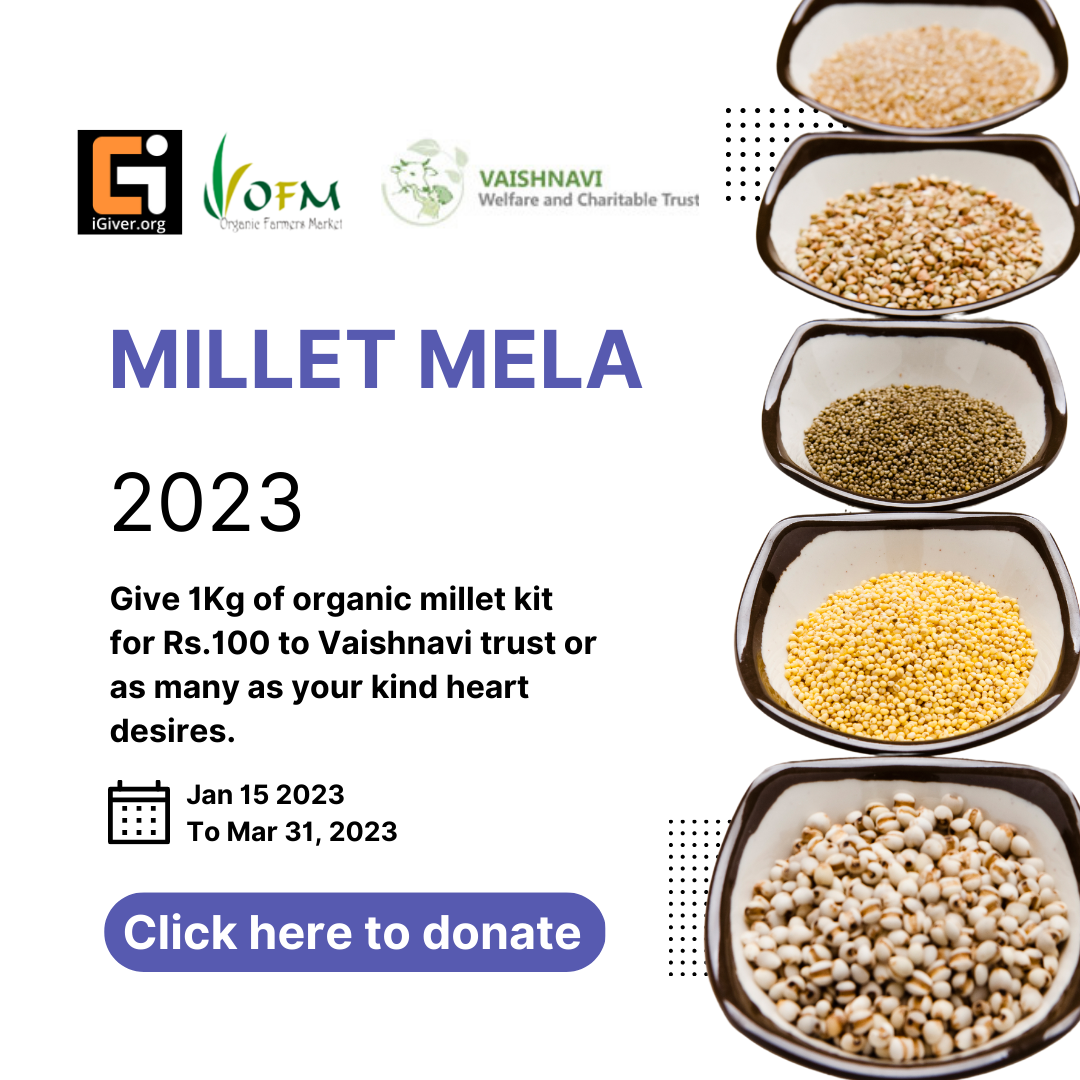 iGiver.org
OFM
Organic Farmers Market
VAISHNAVI
Welfare and Charitable Trust
MILLET MELA
2023
Give 1Kg of organic millet kit
for Rs.100 to Vaishnavi trust or
as many as your kind heart
desires.
Jan 15 2023
To Mar 31, 2023
Click here to donate